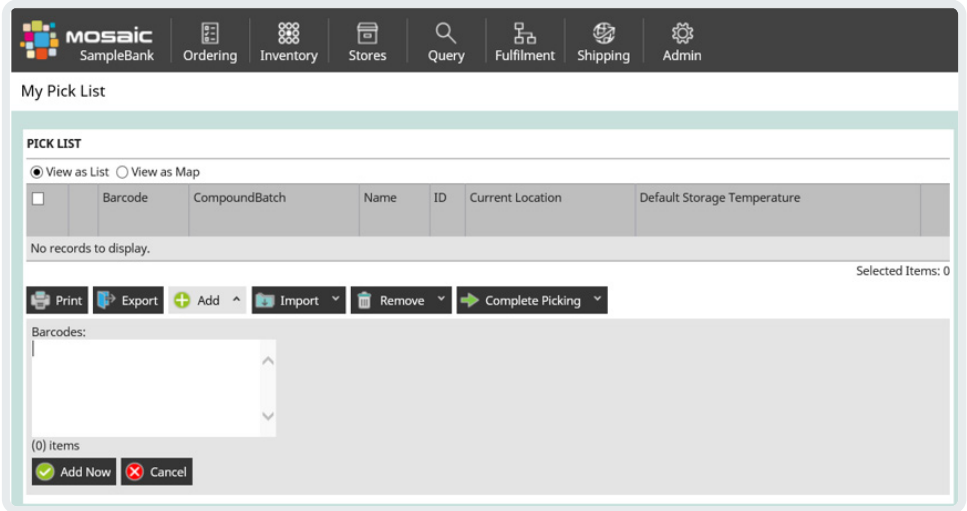 MOSAIC
SampleBank
Ordering
Inventory
Stores
Query
Fulfilment
Shipping
Admin
My Pick List
PICK LIST
View as List View as Map
Barcode CompoundBatch Name ID Current Location Default Storage Temperature
No records to display.
Selected Items: 0
Print Export Add Import Remove Complete Picking
Barcodes:
(0) items
Add Now Cancel